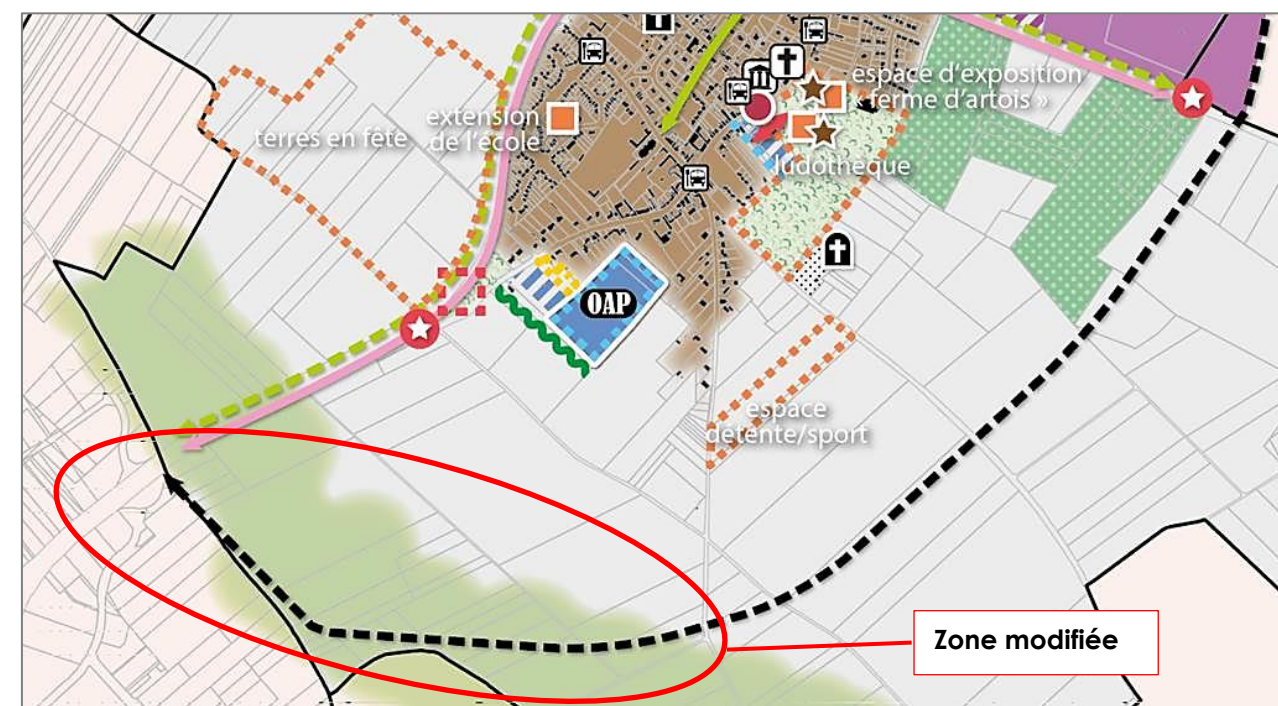 espace d'exposition
« ferme d'artois »
extension
de l'école
terres en fête
ludothèque
OAP
espace
détente/sport
Zone modifiée